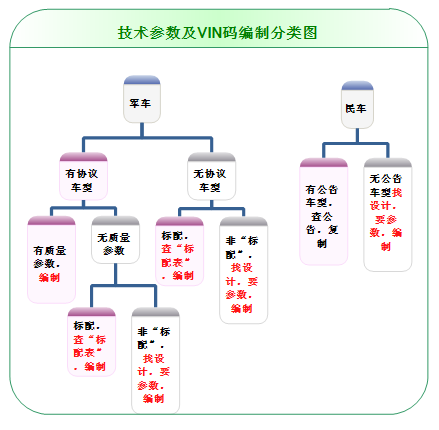 技术参数及VIN码编制分类图
军车
民车
有协议
车型
无协议
车型
有公告
车型.
查公
告.复
制
无公告
车型找
设计.要
参数.编
制
有质量
参数.
编制
无质量
参数
标配.
查“标
配表”
.编制
非“标
配”.
找设
计.要
参数.
编制
标配.
查“标
配表”
.编制
非“标
配”.
找设
计.要
参数.
编制